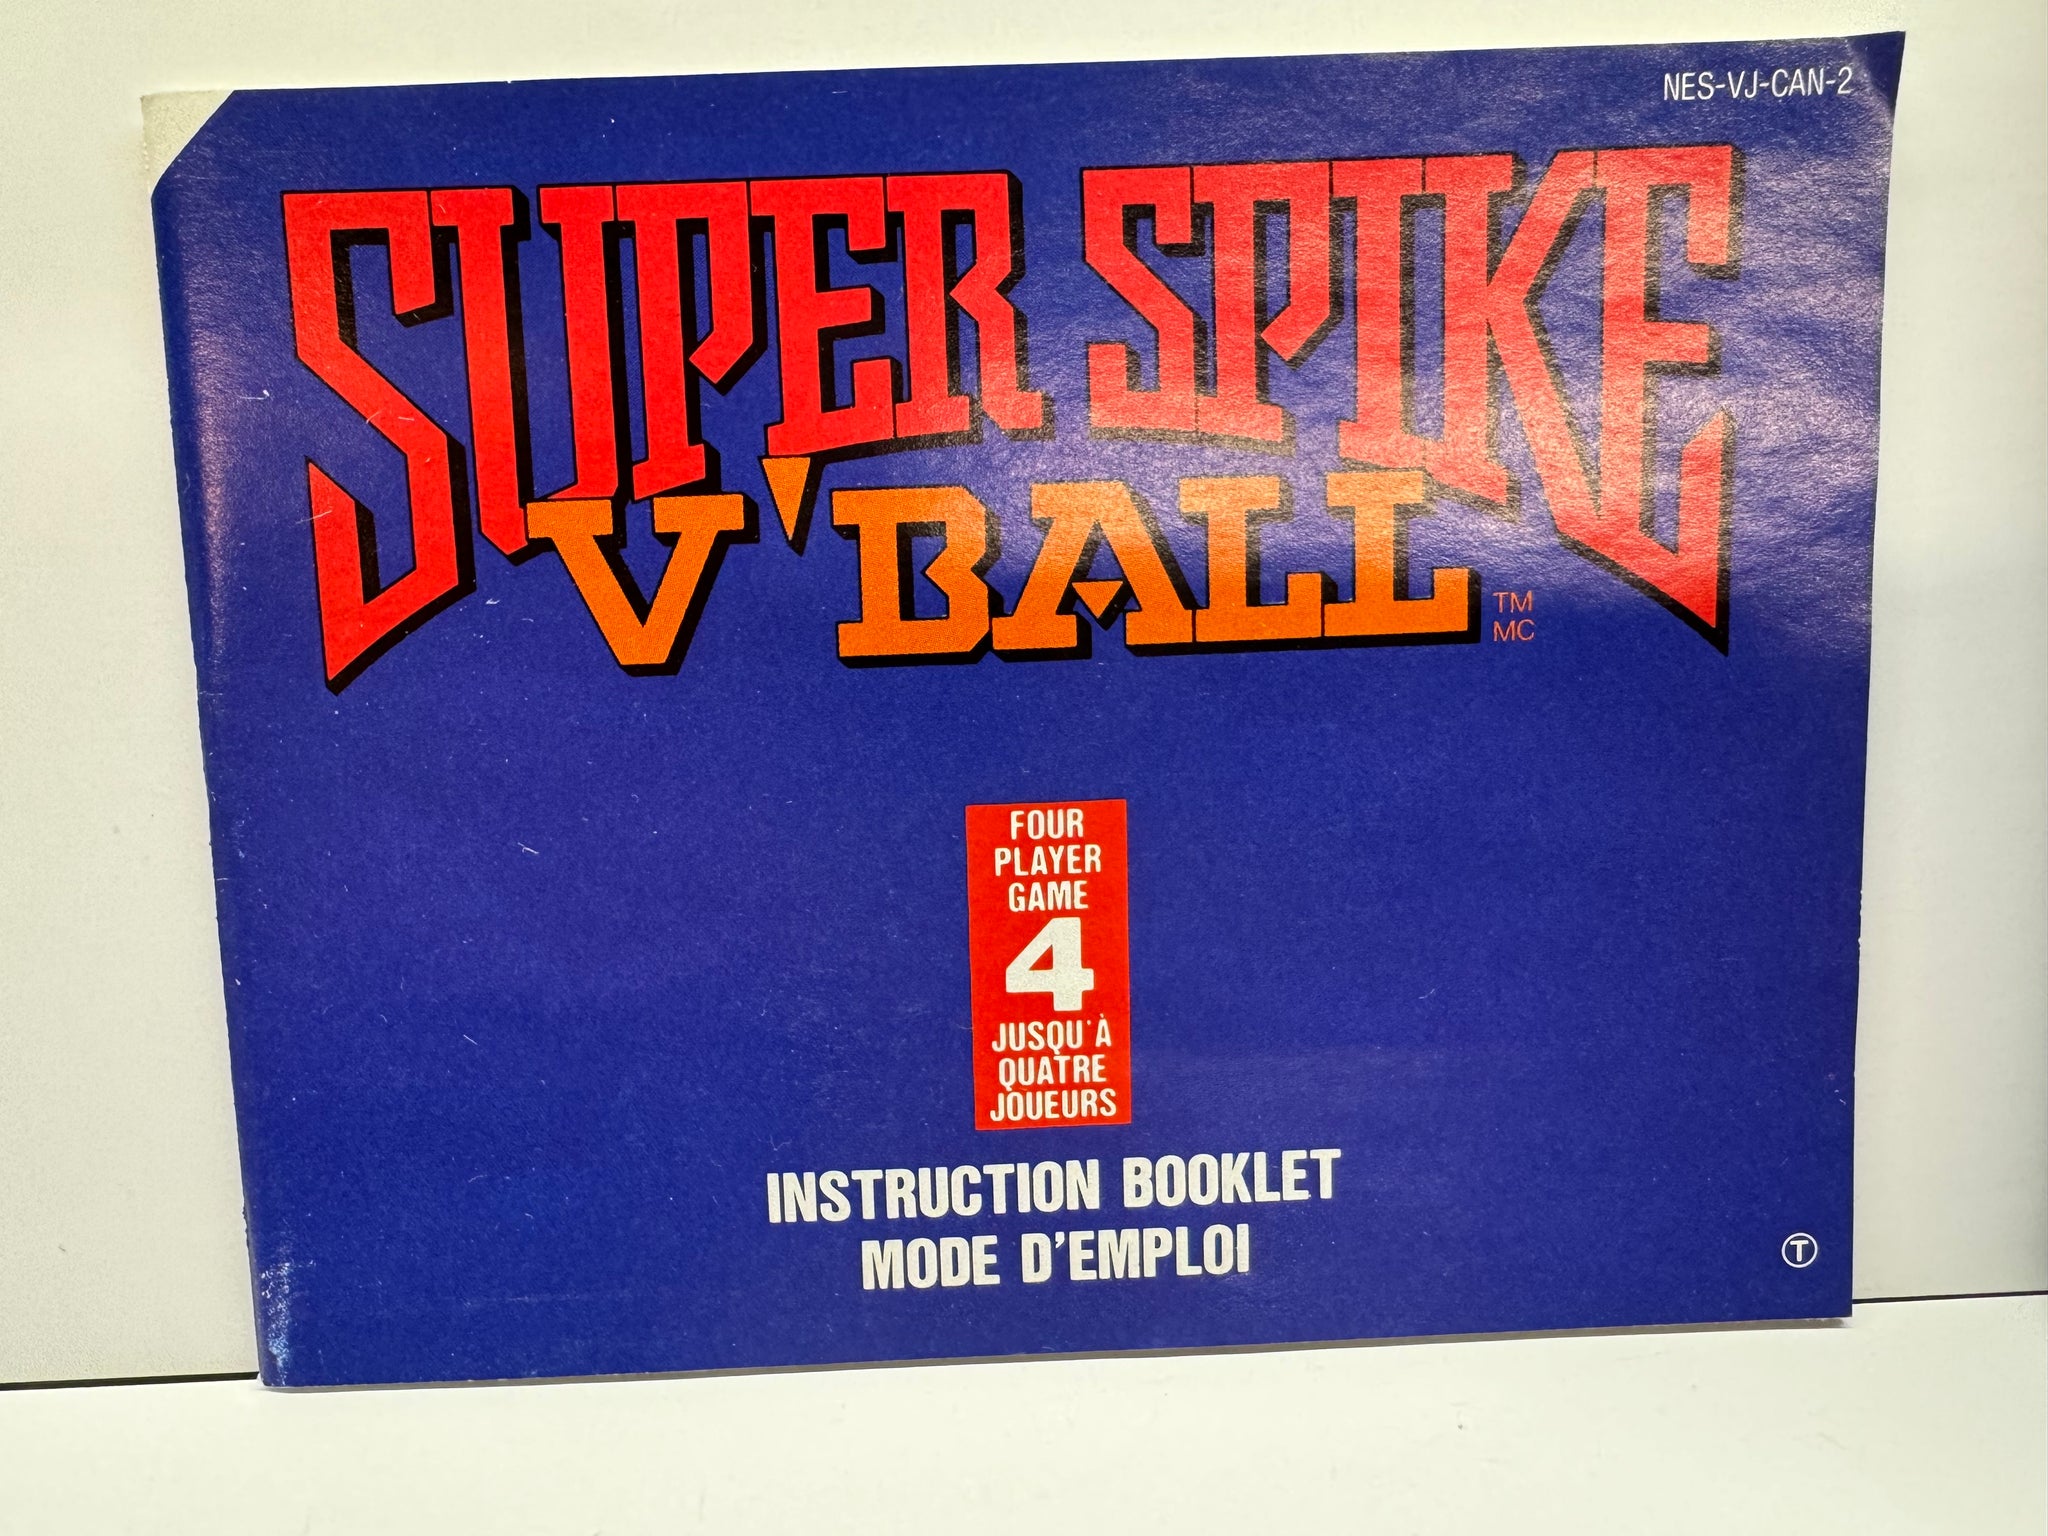 NES-VJ-CAN-2
SUPER SPIKE
V'BALL
TM
MC
FOUR
PLAYER
GAME
4
JUSQU'À
QUATRE
JOUEURS
INSTRUCTION BOOKLET
MODE D'EMPLOI
T